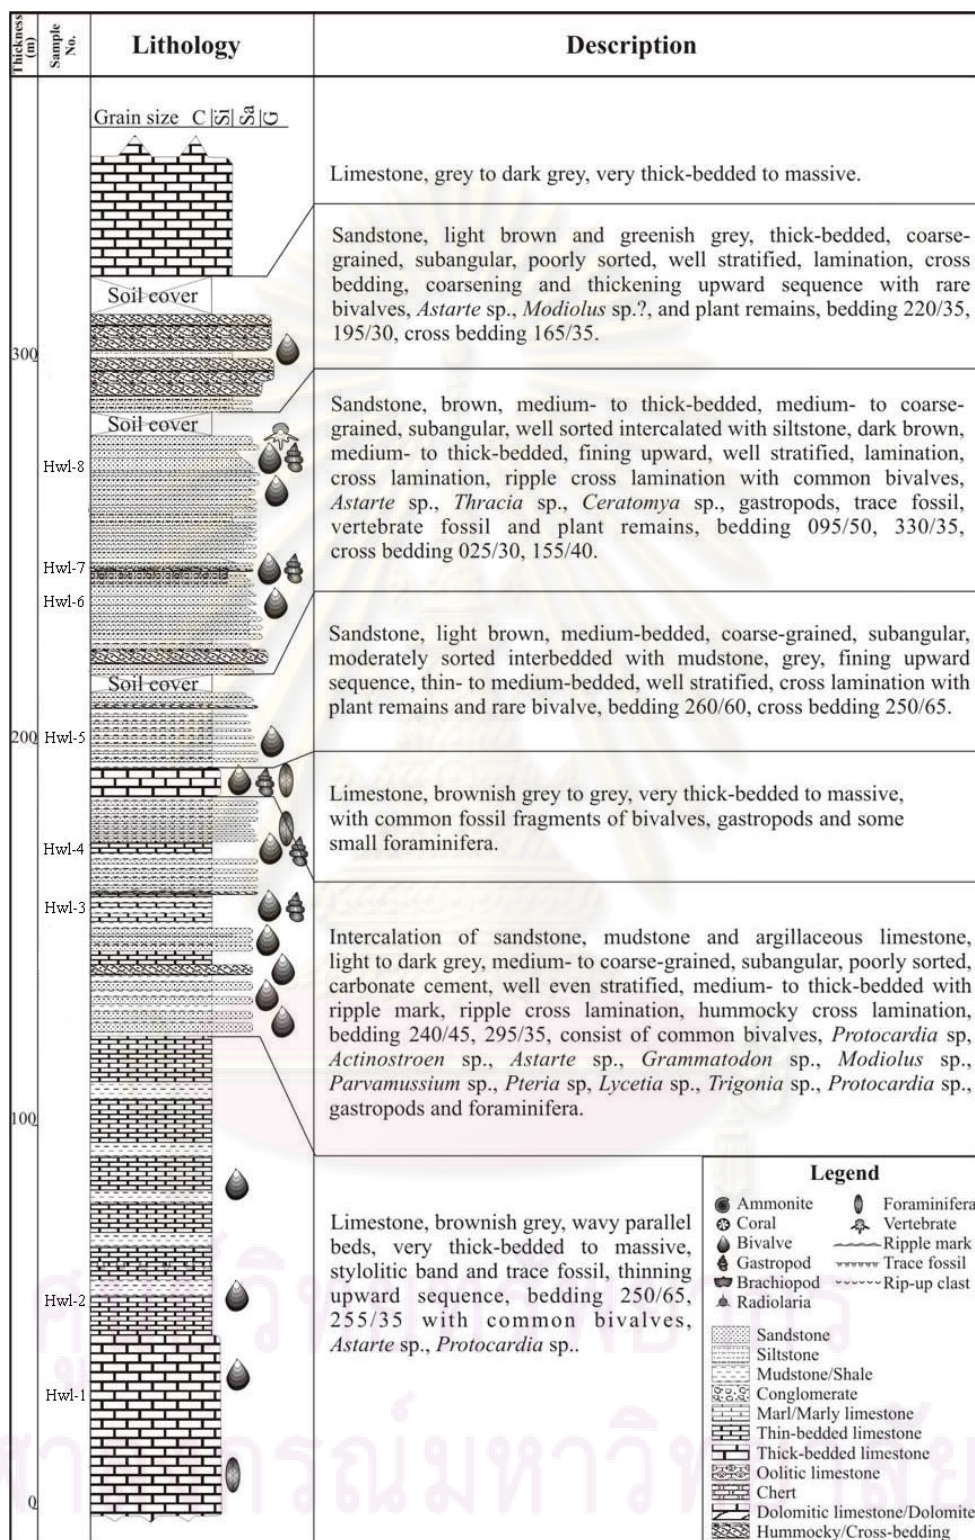 Thickness (m)
Sample No.
Lithology
Description
Grain size C Si Sa G
Limestone, grey to dark grey, very thick-bedded to massive.
Soil cover
Sandstone, light brown and greenish grey, thick-bedded, coarse-
grained, subangular, poorly sorted, well stratified, lamination, cross
bedding, coarsening and thickening upward sequence with rare
bivalves, Astarte sp., Modiolus sp.?, and plant remains, bedding 220/35,
195/30, cross bedding 165/35.
300
Soil cover
Hwl-8
Sandstone, brown, medium- to thick-bedded, medium- to coarse-
grained, subangular, well sorted intercalated with siltstone, dark brown,
medium- to thick-bedded, fining upward, well stratified, lamination,
cross lamination, ripple cross lamination with common bivalves,
Astarte sp., Thracia sp., Ceratomya sp., gastropods, trace fossil,
vertebrate fossil and plant remains, bedding 095/50, 330/35,
cross bedding 025/30, 155/40.
Hwl-7
Hwl-6
Sandstone, light brown, medium-bedded, coarse-grained, subangular,
moderately sorted interbedded with mudstone, grey, fining upward
sequence, thin- to medium-bedded, well stratified, cross lamination with
plant remains and rare bivalve, bedding 260/60, cross bedding 250/65.
Soil cover
200
Hwl-5
Limestone, brownish grey to grey, very thick-bedded to massive,
with common fossil fragments of bivalves, gastropods and some
small foraminifera.
Hwl-4
Hwl-3
Intercalation of sandstone, mudstone and argillaceous limestone,
light to dark grey, medium- to coarse-grained, subangular, poorly sorted,
carbonate cement, well even stratified, medium- to thick-bedded with
ripple mark, ripple cross lamination, hummocky cross lamination,
bedding 240/45, 295/35, consist of common bivalves, Protocardia sp,
Actinostroen sp., Astarte sp., Grammatodon sp., Modiolus sp.,
Parvamussium sp., Pteria sp, Lycetia sp., Trigonia sp., Protocardia sp.,
gastropods and foraminifera.
100
Limestone, brownish grey, wavy parallel
beds, very thick-bedded to massive,
stylolitic band and trace fossil, thinning
upward sequence, bedding 250/65,
255/35 with common bivalves,
Astarte sp., Protocardia sp..
Hwl-2
Hwl-1
0
Legend
Ammonite
Coral
Bivalve
Gastropod
Brachiopod
Radiolaria
Foraminifera
Vertebrate
Ripple mark
Trace fossil
Rip-up clast
Sandstone
Siltstone
Mudstone/Shale
Conglomerate
Marl/Marly limestone
Thin-bedded limestone
Thick-bedded limestone
Oolitic limestone
Chert
Dolomitic limestone/Dolomite
Hummocky/Cross-bedding